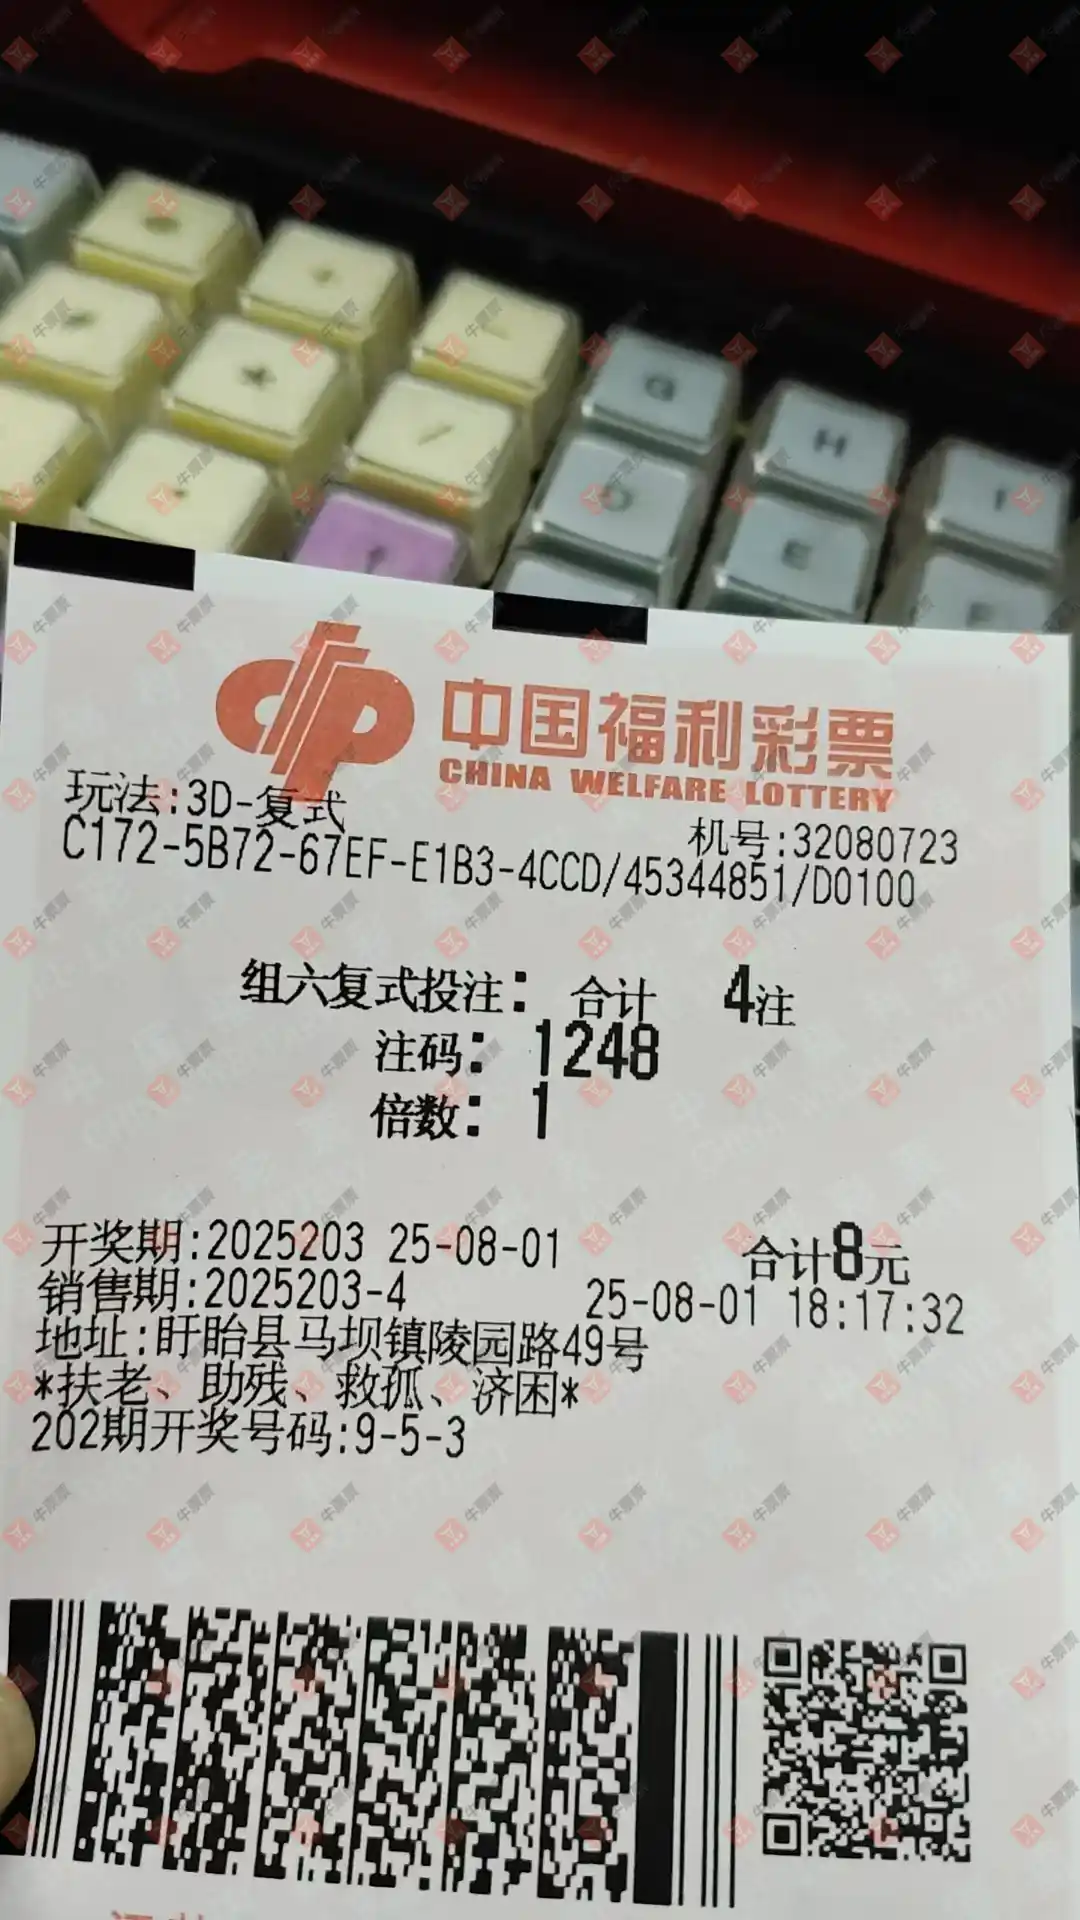 G
H
I
D
E
中国福利彩票
CHINA WELFARE LOTTERY
玩法:3D-复式
机号:32080723
C172-5B72-67EF-E1B3-4CCD/45344851/D0100
组六复式投注: 合计 4注
注码: 1248
倍数: 1
开奖期:2025203 25-08-01 合计8元
销售期:2025203-4 25-08-01 18:17:32
地址:盱眙县马坝镇陵园路49号
*扶老、助残、救孤、济困*
202期开奖号码:9-5-3
牛票票